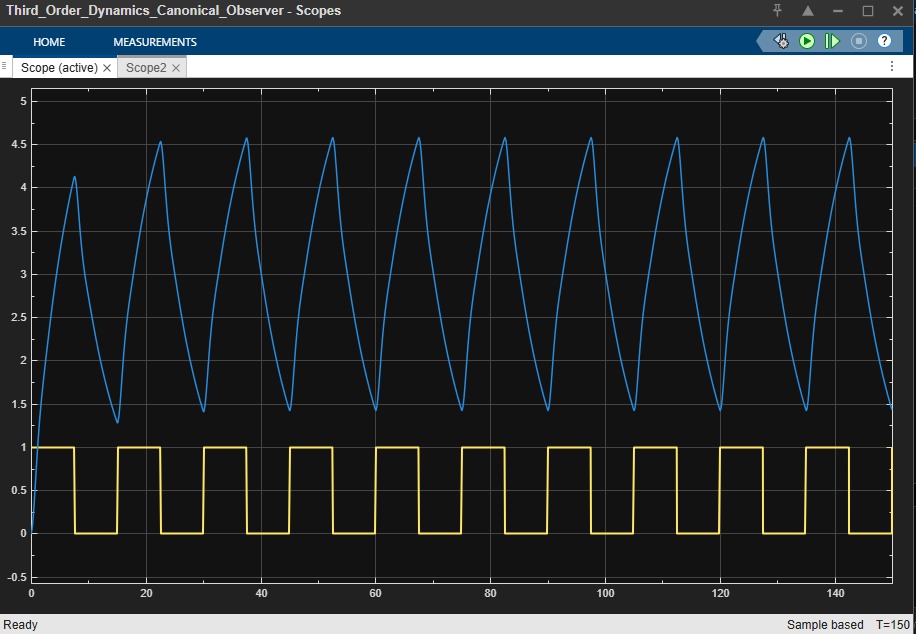 Third_Order_Dynamics_Canonical_Observer - Scopes
HOME MEASUREMENTS ?
Scope (active) Scope2
5
4.5
4
3.5
3
2.5
2
1.5
1
0.5
0
-0.5
0 20 40 60 80 100 120 140
Ready Sample based T=150